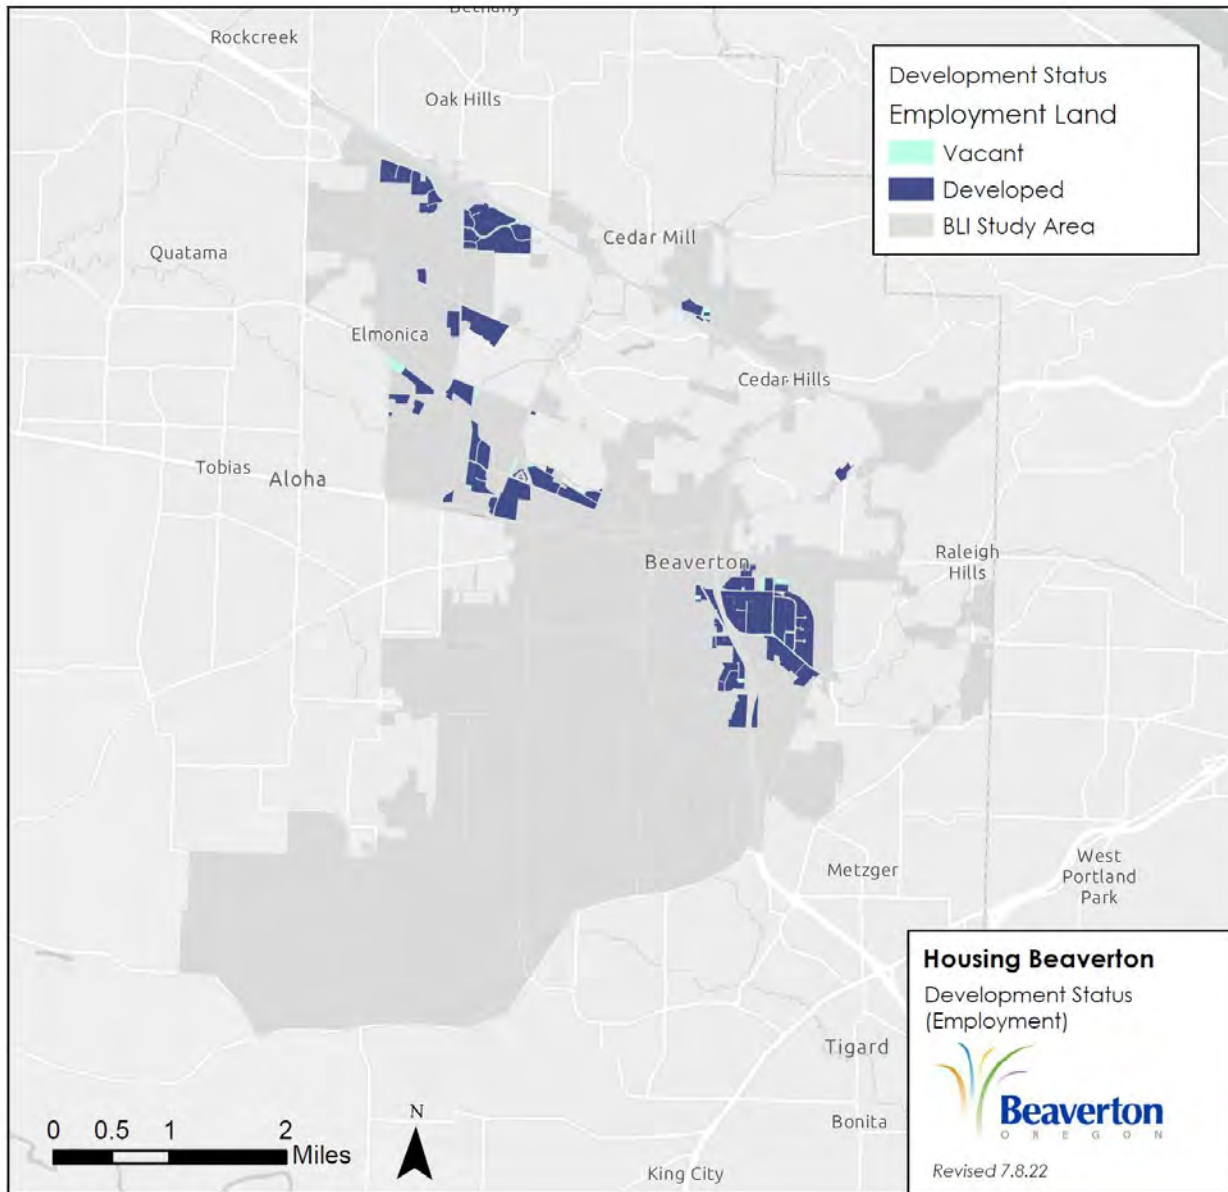 Bethany
Rockcreek
Oak Hills
Development Status
Employment Land
Vacant
Developed
BLI Study Area
Cedar Mill
Quatama
Elmonica
Cedar Hills
Tobias
Aloha
Beaverton
Raleigh
Hills
Metzger
West
Portland
Park
Housing Beaverton
Development Status
(Employment)
Tigard
Beaverton
OREGON
Bonita
N
0 0.5 1 2
Miles
King City
Revised 7.8.22